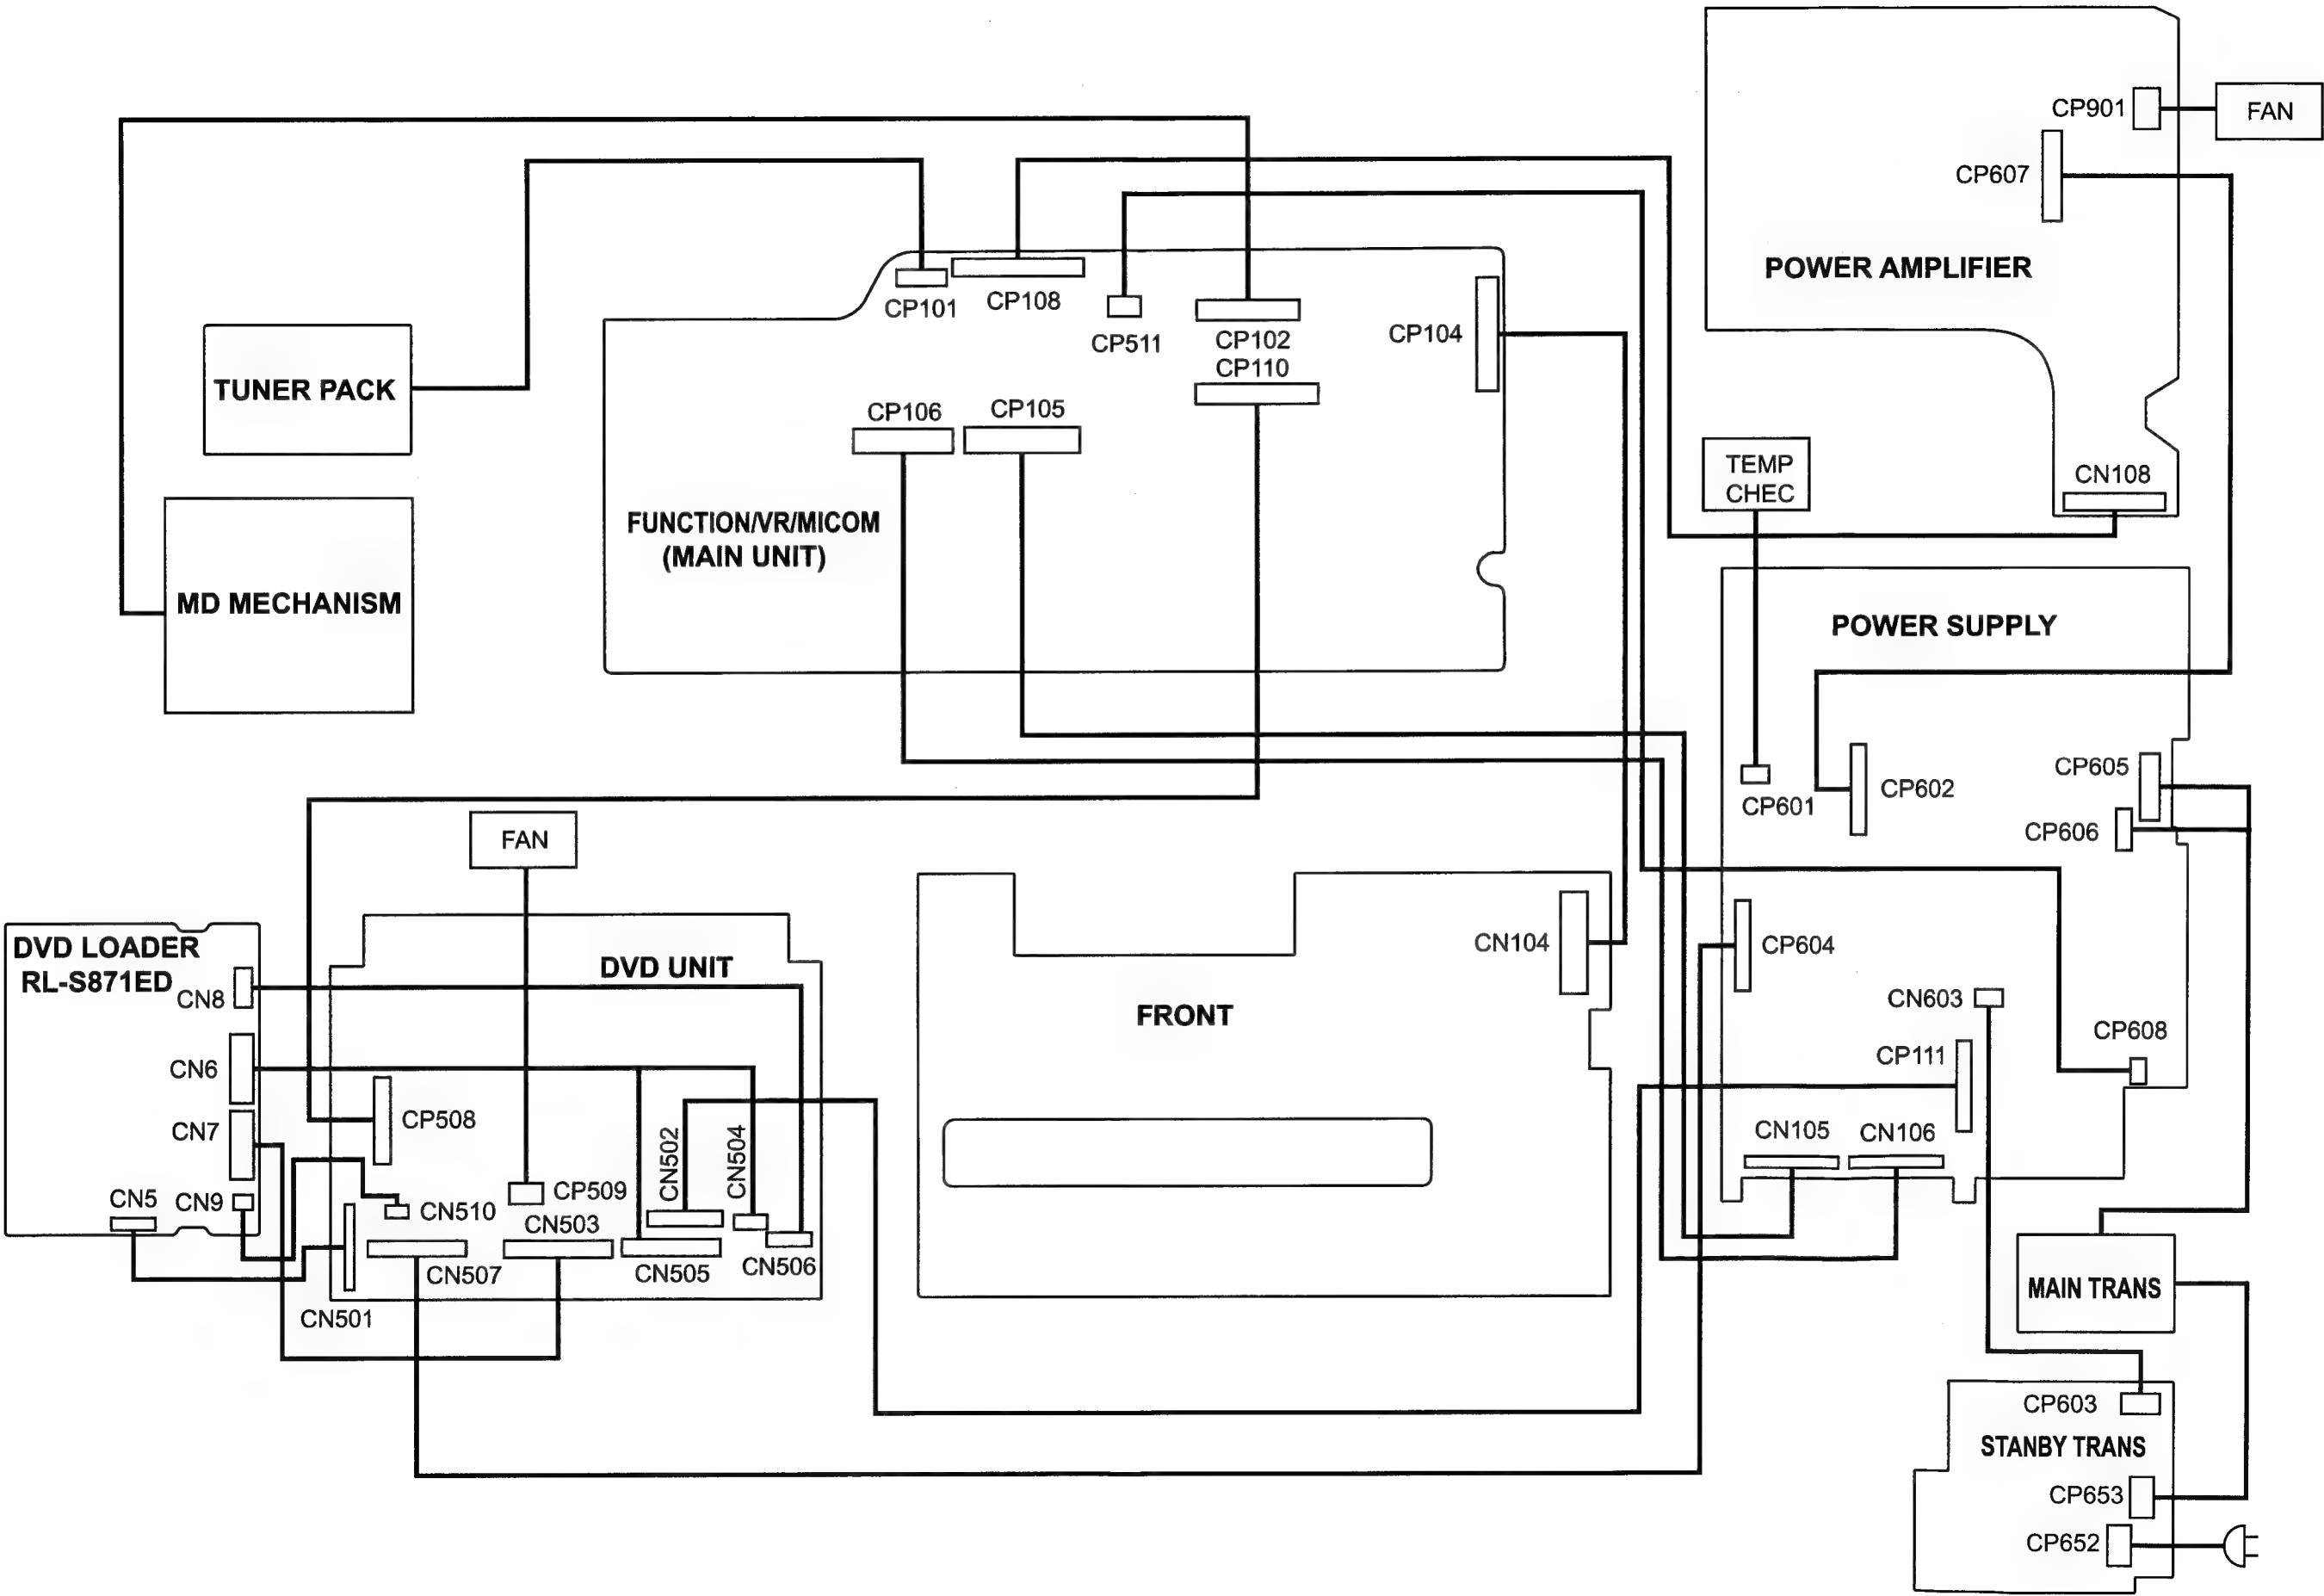 CP901
FAN
CP607
POWER AMPLIFIER
CP101
CP108
CP511
CP102
CP110
CP104
TUNER PACK
CP106
CP105
TEMP
CHEC
CN108
FUNCTION/VR/MICOM
(MAIN UNIT)
MD MECHANISM
POWER SUPPLY
CP605
CP601
CP602
CP606
FAN
DVD LOADER
RL-S871ED
CN8
DVD UNIT
CN104
CP604
FRONT
CN603
CP608
CN6
CP111
CN7
CP508
CN502
CN504
CN105
CN106
CN5
CN9
CP509
CN510
CN503
CN507
CN505
CN506
CN501
MAIN TRANS
CP603
STANBY TRANS
CP653
CP652